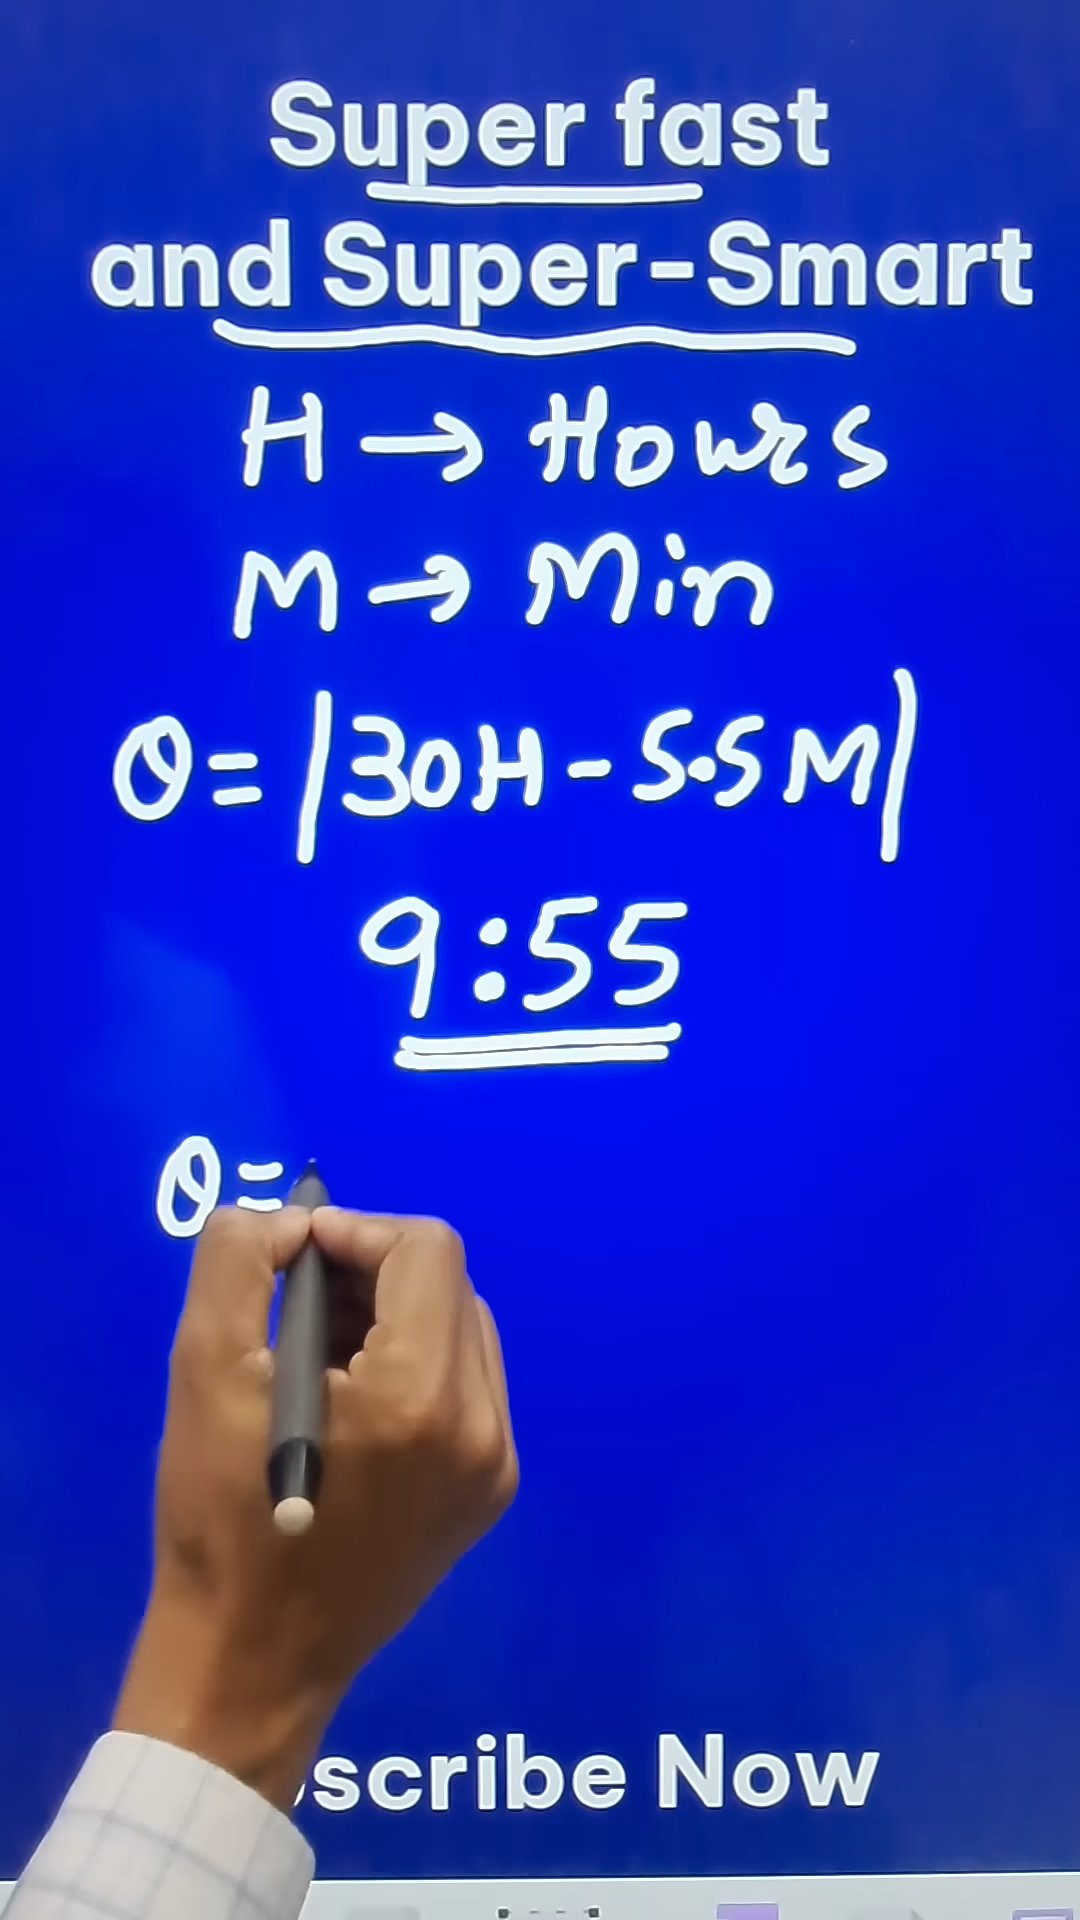 Super fast
and Super-Smart
H → Hours
M → Min
θ = |30H - 5.5M|
9:55
θ =
scribe Now